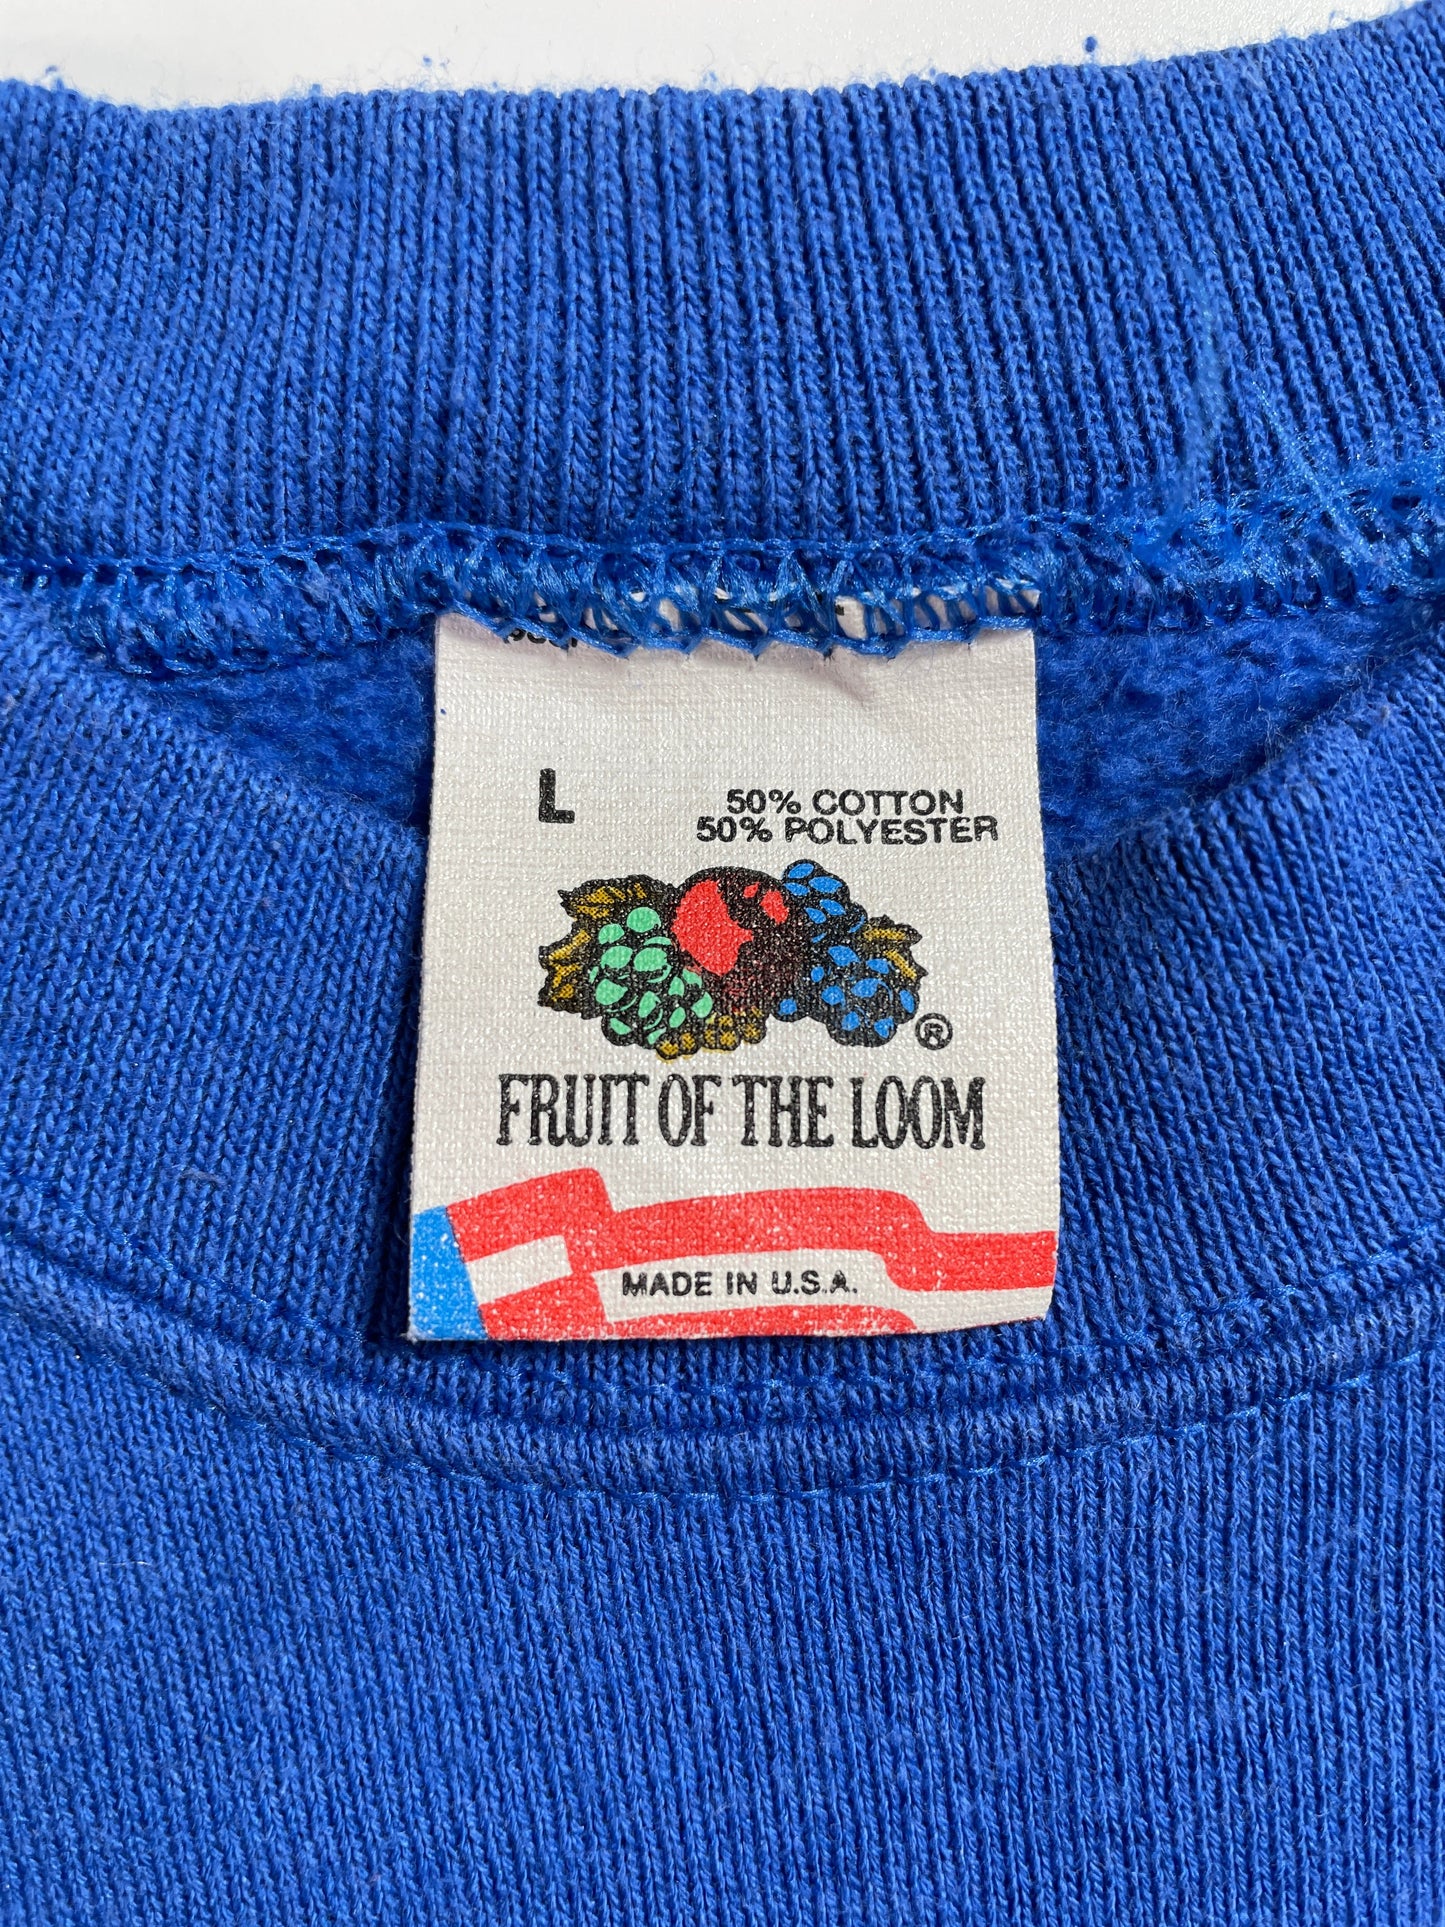 L
50% COTTON
50% POLYESTER
®
FRUIT OF THE LOOM
MADE IN U.S.A.